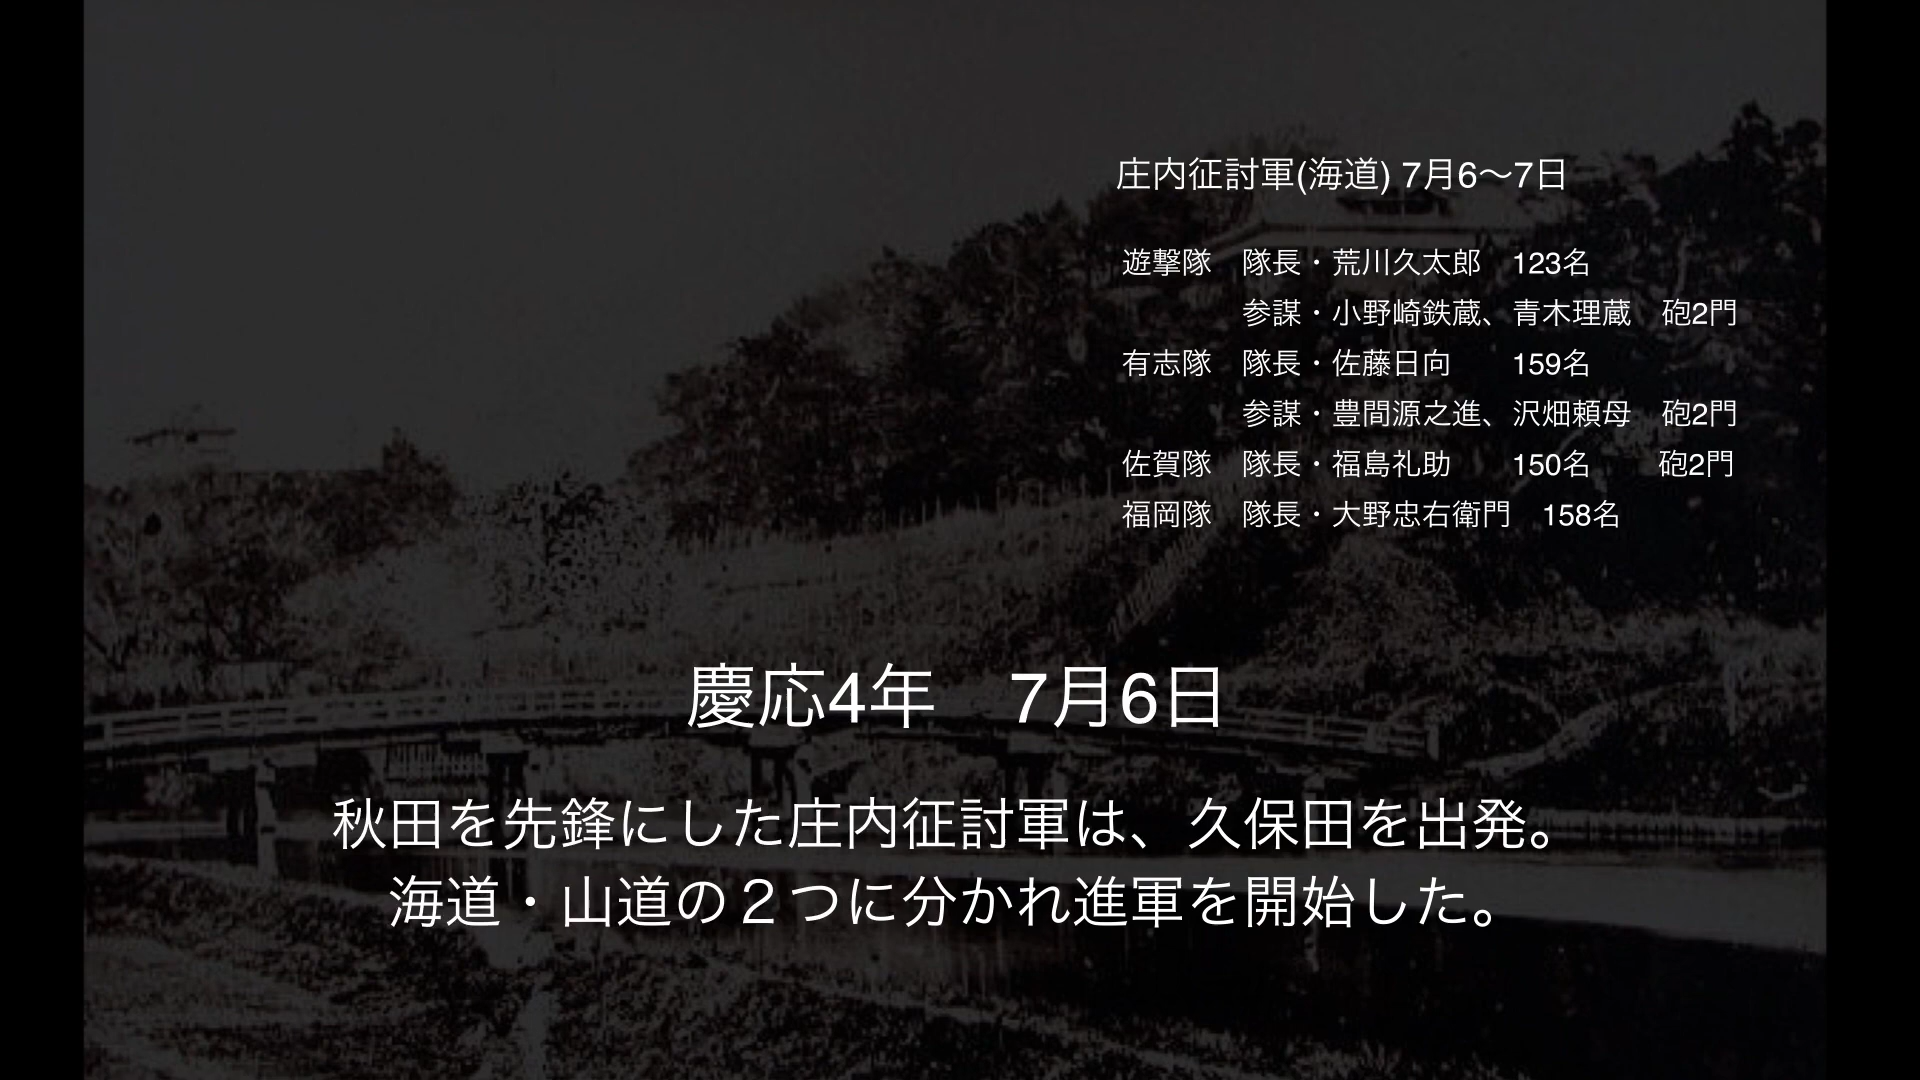 庄内征討軍(海道) 7月6〜7日
遊撃隊　隊長・荒川久太郎　123名
参謀・小野崎鉄蔵、青木理蔵　砲2門
有志隊　隊長・佐藤日向　　159名
参謀・豊間源之進、沢畑頼母　砲2門
佐賀隊　隊長・福島礼助　　150名　　砲2門
福岡隊　隊長・大野忠右衛門　158名
慶応4年　7月6日
秋田を先鋒にした庄内征討軍は、久保田を出発。
海道・山道の２つに分かれ進軍を開始した。